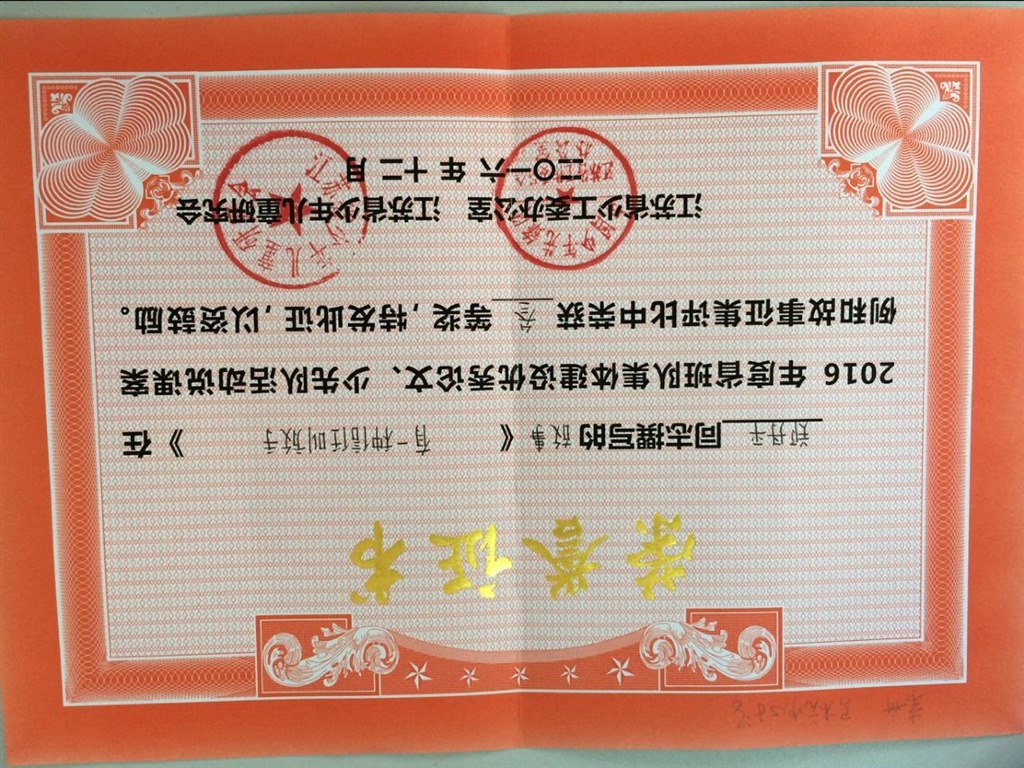 荣誉证书
郑丹子 同志撰写的 故事 《 有一种信任叫放手 》 在
2016 年度省班队集体建设优秀论文、少先队活动说课案
例和故事征集评比中荣获 叁 等奖，特发此证，以资鼓励。
江苏省少工委办公室 江苏省少年儿童研究会
二〇一六 年 十二 月